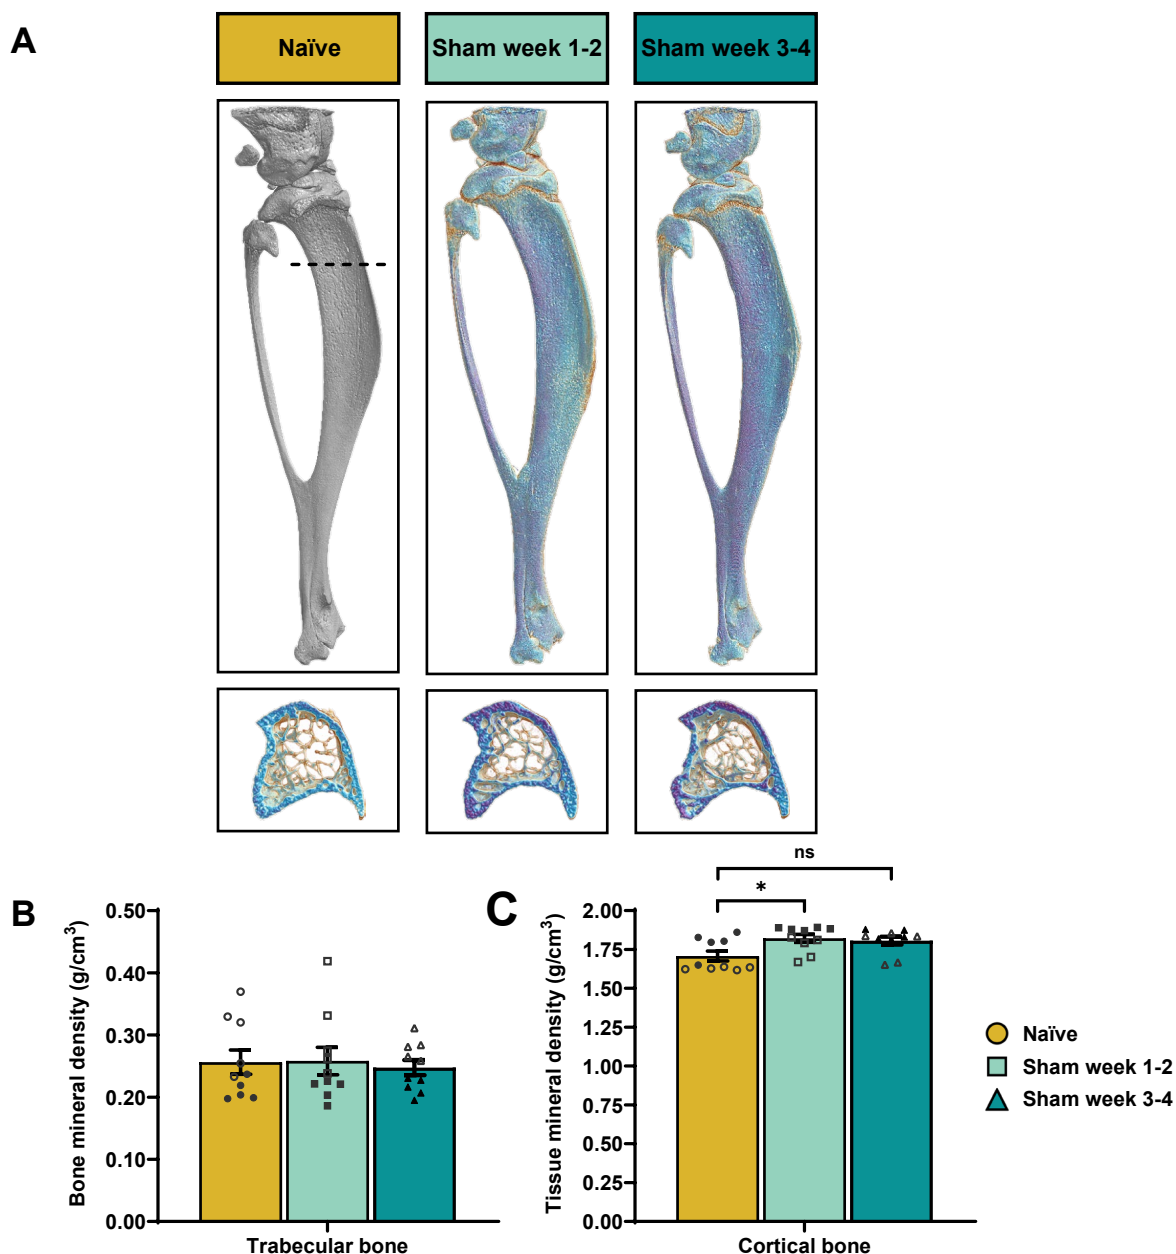 A
Naïve
Sham week 1-2
Sham week 3-4
B
Bone mineral density (g/cm³)
0.50
0.40
0.30
0.20
0.10
0.00
Trabecular bone
C
Tissue mineral density (g/cm³)
2.00
1.75
1.50
1.25
1.00
0.75
0.50
0.25
0.00
ns
*
Cortical bone
Naïve
Sham week 1-2
Sham week 3-4